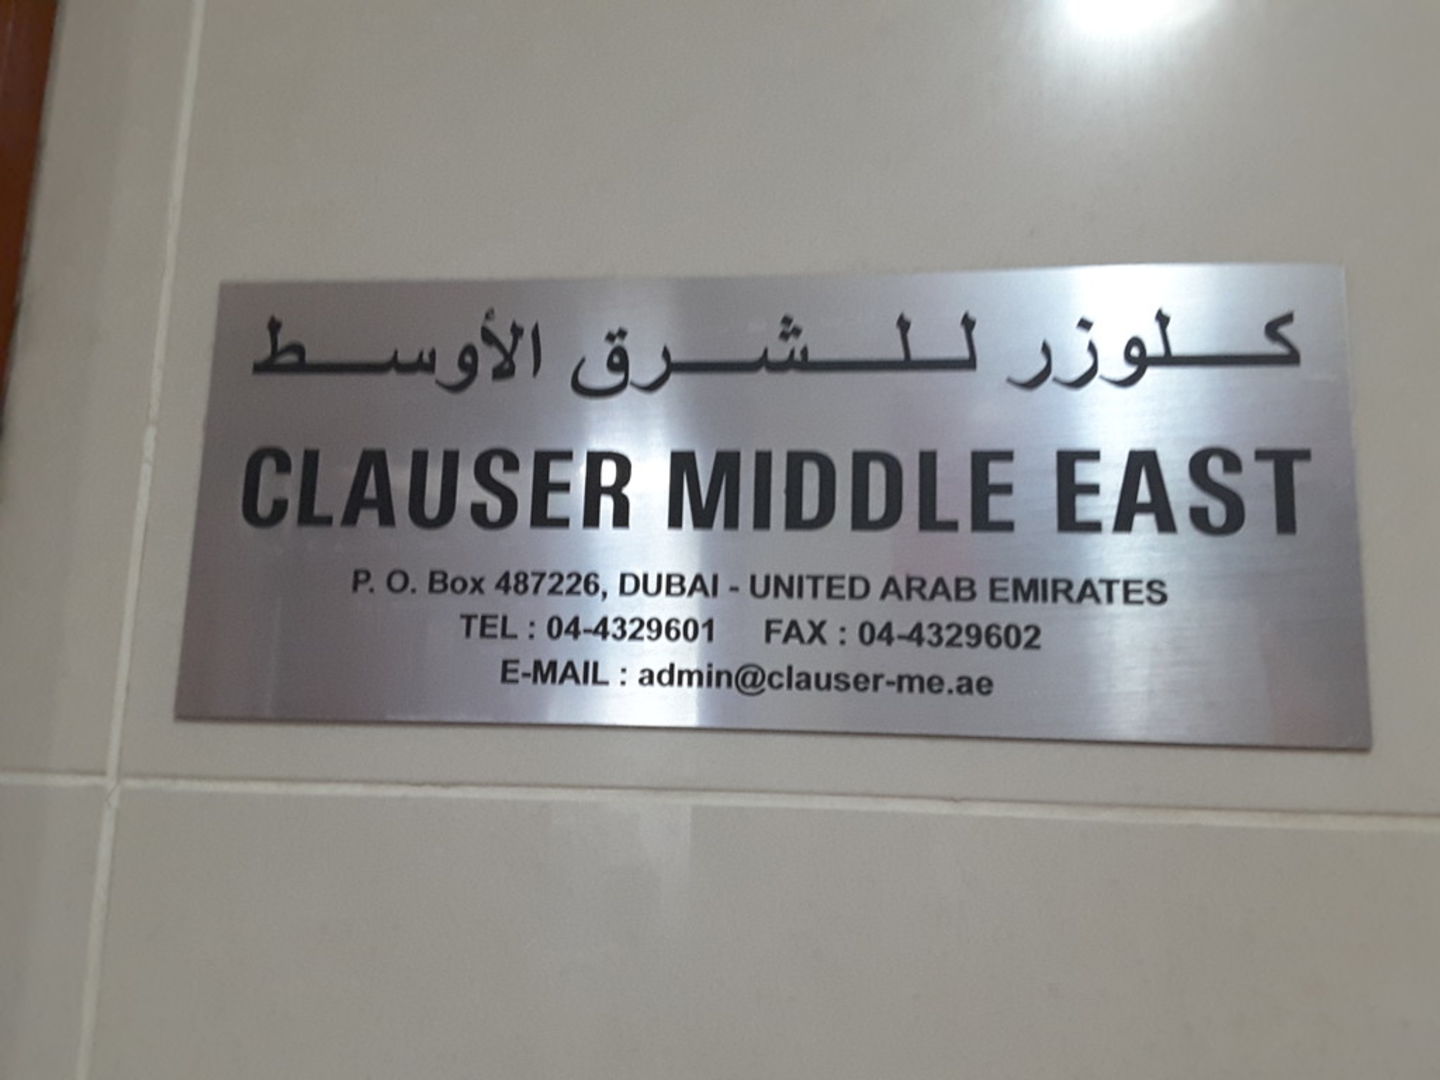 كلوزر للشرق الأوسط
CLAUSER MIDDLE EAST
P. O. Box 487226, DUBAI - UNITED ARAB EMIRATES
TEL : 04-4329601 FAX : 04-4329602
E-MAIL : admin@clauser-me.ae